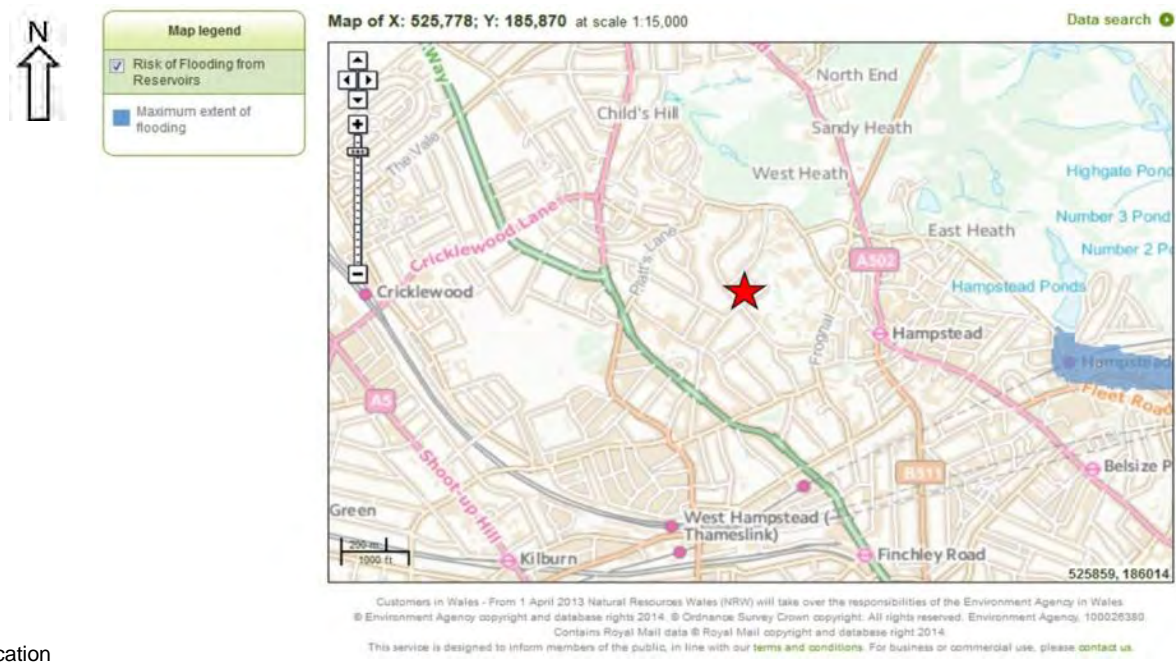 N
Map legend
Risk of Flooding from
Reservoirs
Maximum extent of
flooding
Map of X: 525,778; Y: 185,870 at scale 1:15,000
Data search
Way
North End
Child's Hill
Sandy Heath
The Vale
West Heath
Highgate Pond
Number 3 Pond
East Heath
Number 2 P
Cricklewood Lane
Platt's Lane
A502
Hampstead Ponds
Cricklewood
Frognal
Hampstead
Hampstead
Fleet Roa
A5
Shoot-up Hill
B511
Belsize P
Green
West Hampstead (
Thameslink)
200 m
1000 ft
Kilburn
Finchley Road
525859, 186014
Customers in Wales - From 1 April 2013 Natural Resources Wales (NRW) will take over the responsibilities of the Environment Agency in Wales
© Environment Agency copyright and database rights 2014. © Ordnance Survey Crown copyright. All rights reserved. Environment Agency, 100026380
Contains Royal Mail data © Royal Mail copyright and database right 2014
This service is designed to inform members of the public, in line with our terms and conditions. For business or commercial use, please contact us.
cation